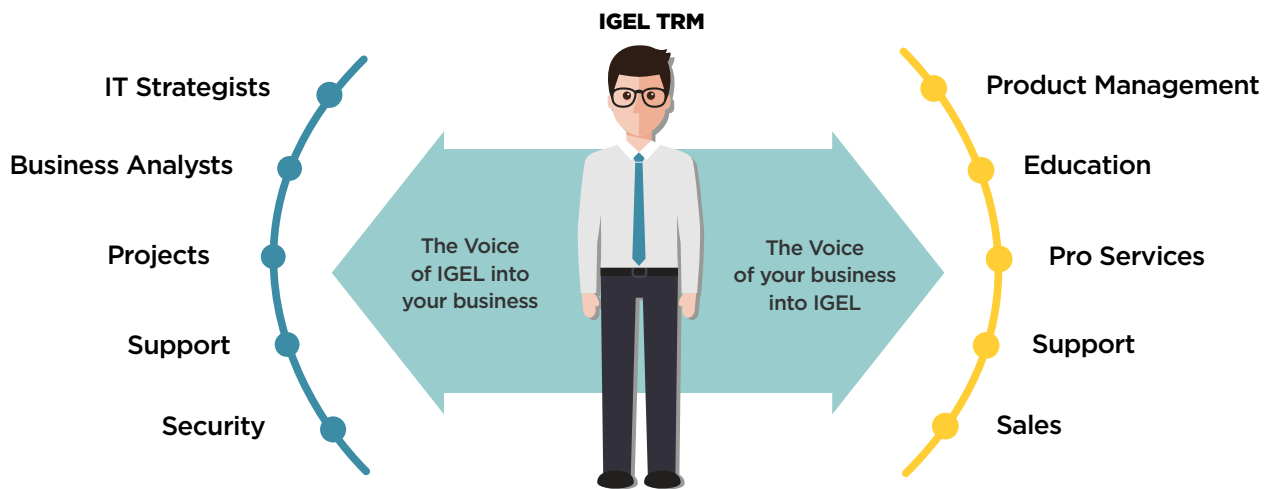 IGEL TRM
IT Strategists
Business Analysts
Projects
Support
Security
The Voice
of IGEL into
your business
The Voice
of your business
into IGEL
Product Management
Education
Pro Services
Support
Sales